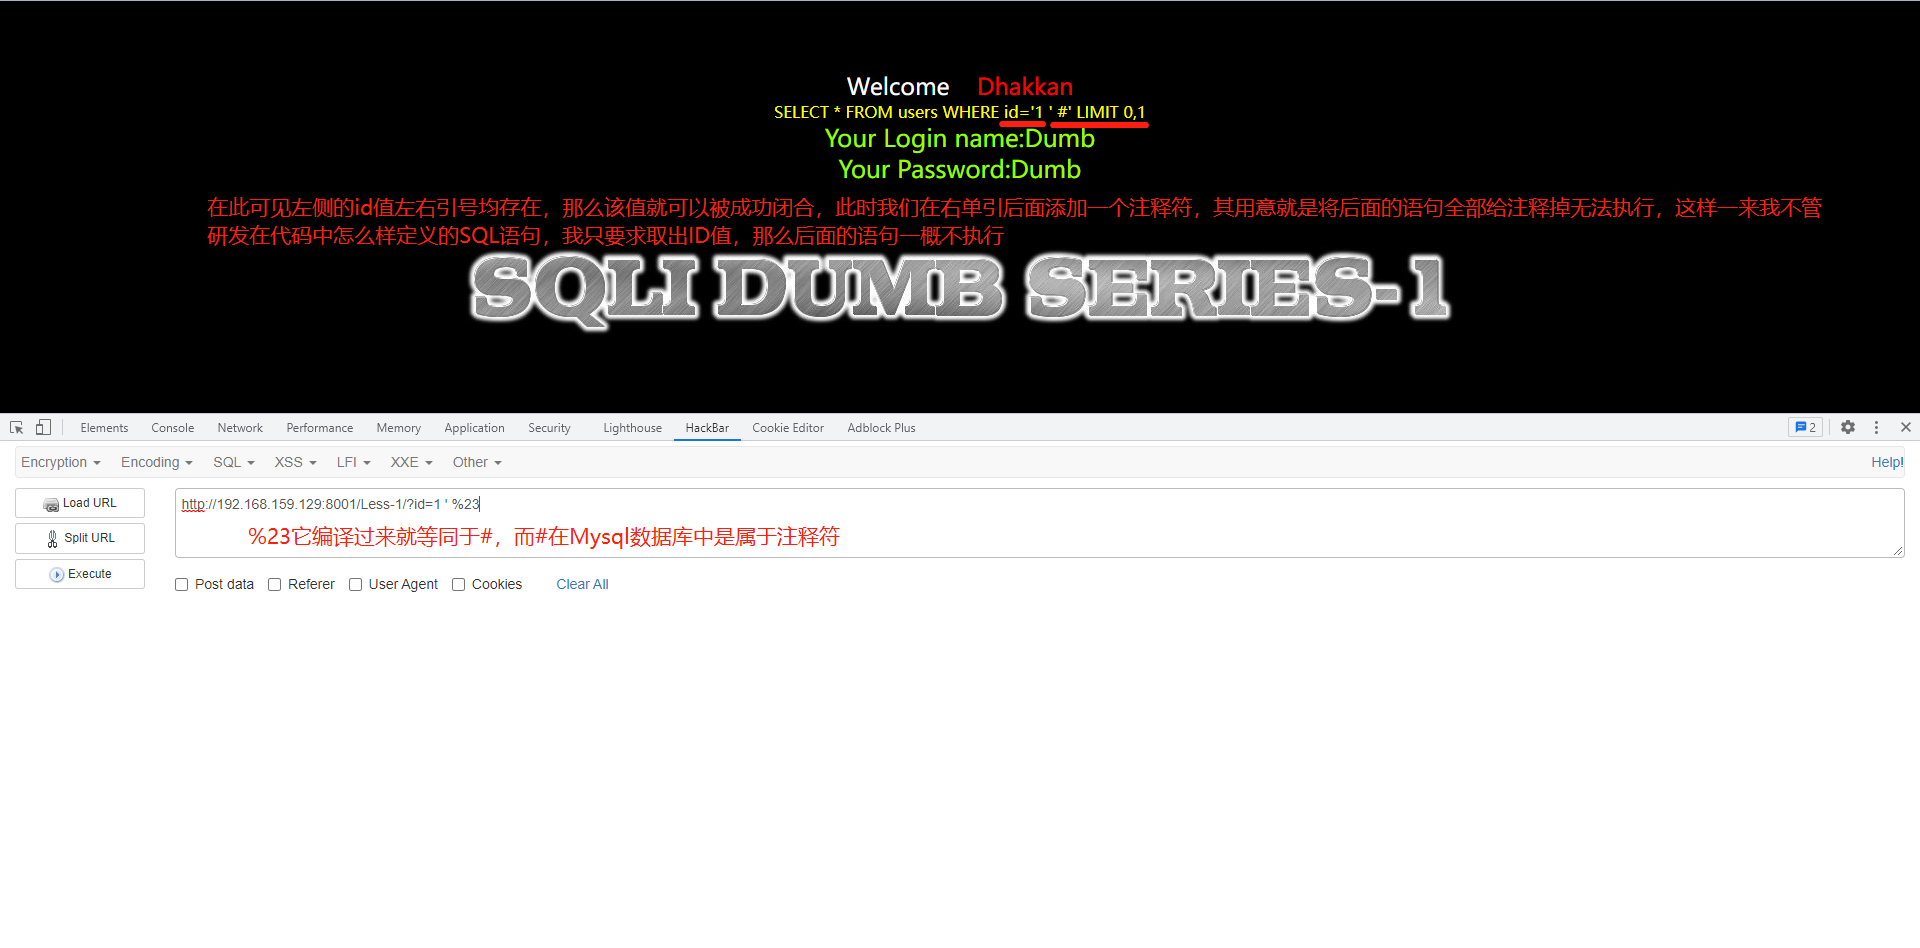 Welcome Dhakkan
SELECT * FROM users WHERE id='1 ' #' LIMIT 0,1
Your Login name:Dumb
Your Password:Dumb
在此可见左侧的id值左右引号均存在，那么该值就可以被成功闭合，此时我们在右单引后面添加一个注释符，其用意就是将后面的语句全部给注释掉无法执行，这样一来我不管
研发在代码中怎么样定义的SQL语句，我只要求取出ID值，那么后面的语句一概不执行
SQLI DUMB SERIES-1
Elements Console Network Performance Memory Application Security Lighthouse HackBar Cookie Editor Adblock Plus 2
Encryption Encoding SQL XSS LFI XXE Other Help!
Load URL
http://192.168.159.129:8001/Less-1/?id=1 ' %23
Split URL
%23它编译过来就等同于#，而#在Mysql数据库中是属于注释符
Execute
Post data Referer User Agent Cookies Clear All